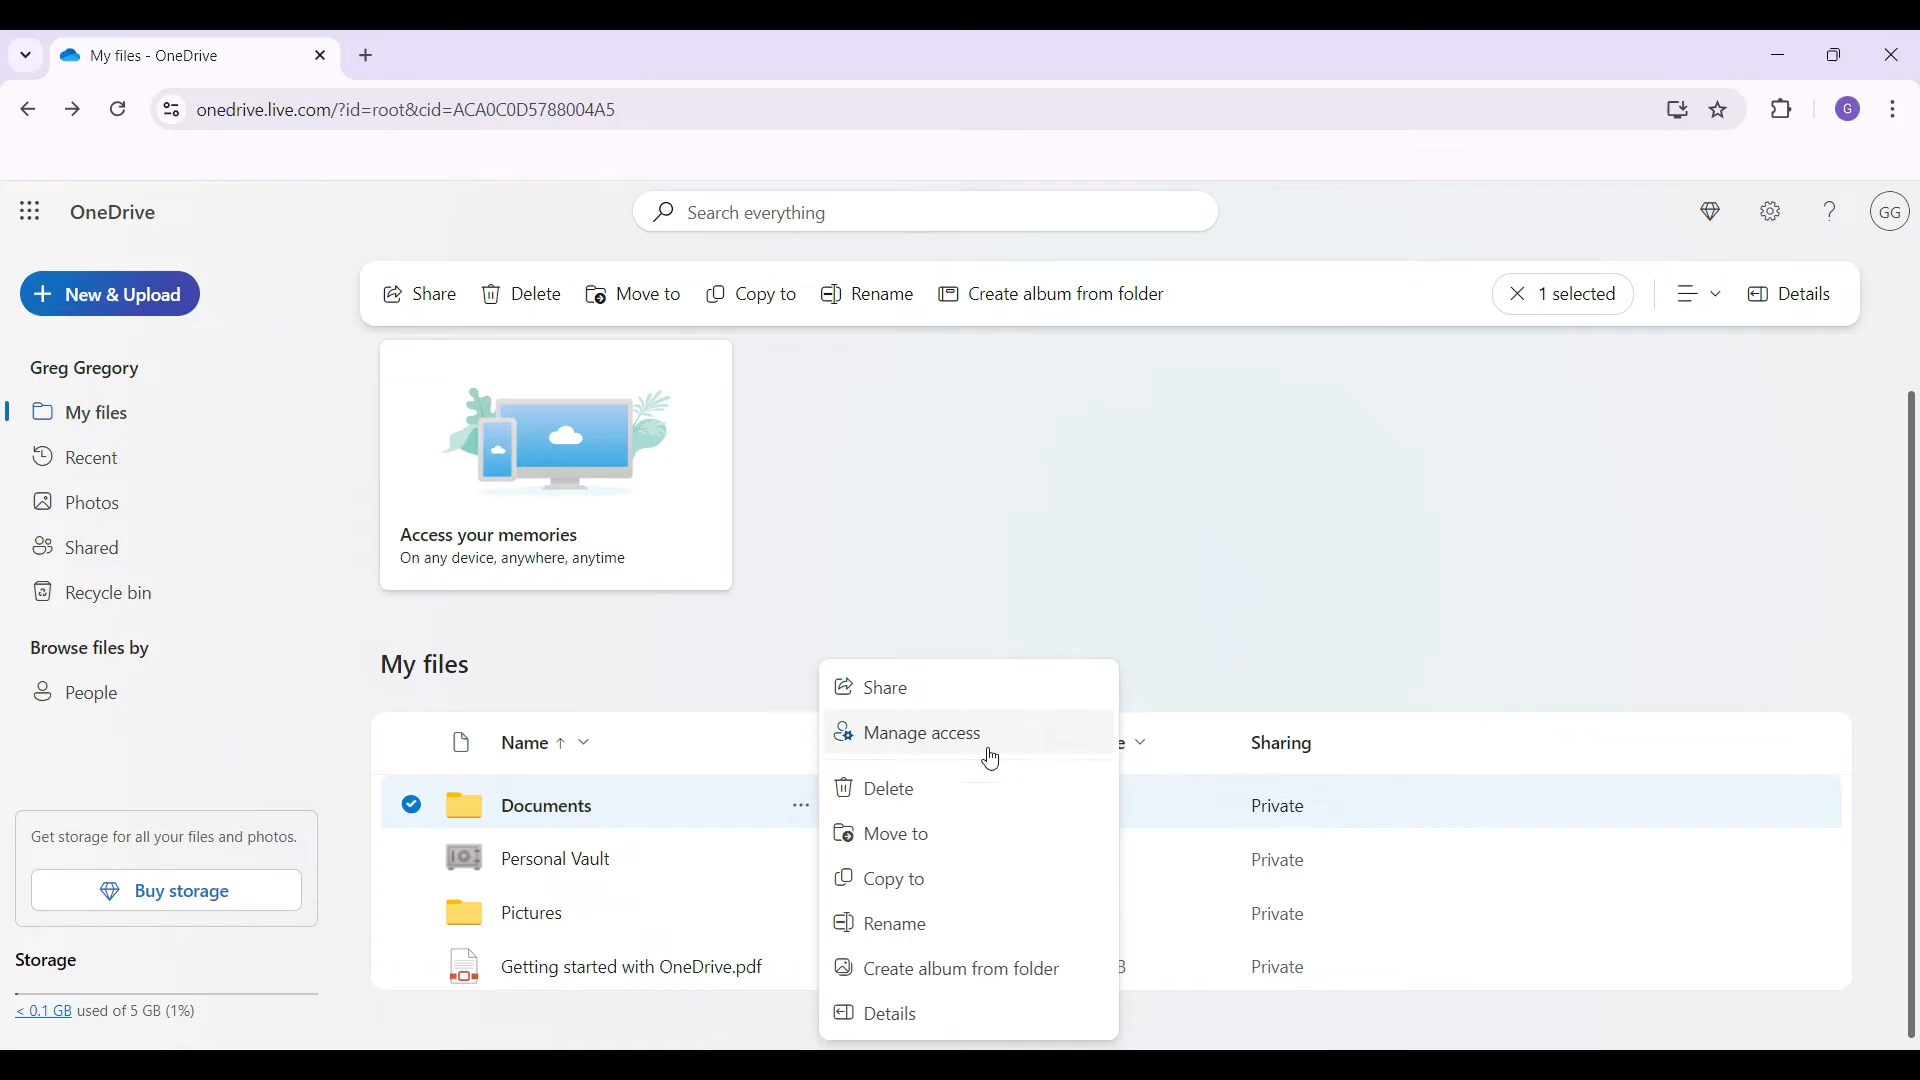 My files - OneDrive
onedrive.live.com/?id=root&cid=ACA0C0D5788004A5
G
OneDrive
Search everything
GG
New & Upload
Share
Delete
Move to
Copy to
Rename
Create album from folder
1 selected
Details
Greg Gregory
My files
Recent
Photos
Shared
Recycle bin
Browse files by
People
Get storage for all your files and photos.
Buy storage
Storage
< 0.1 GB used of 5 GB (1%)
Access your memories
On any device, anywhere, anytime
My files
Name
Sharing
Documents
Private
Personal Vault
Private
Pictures
Private
Getting started with OneDrive.pdf
Private
Share
Manage access
Delete
Move to
Copy to
Rename
Create album from folder
Details